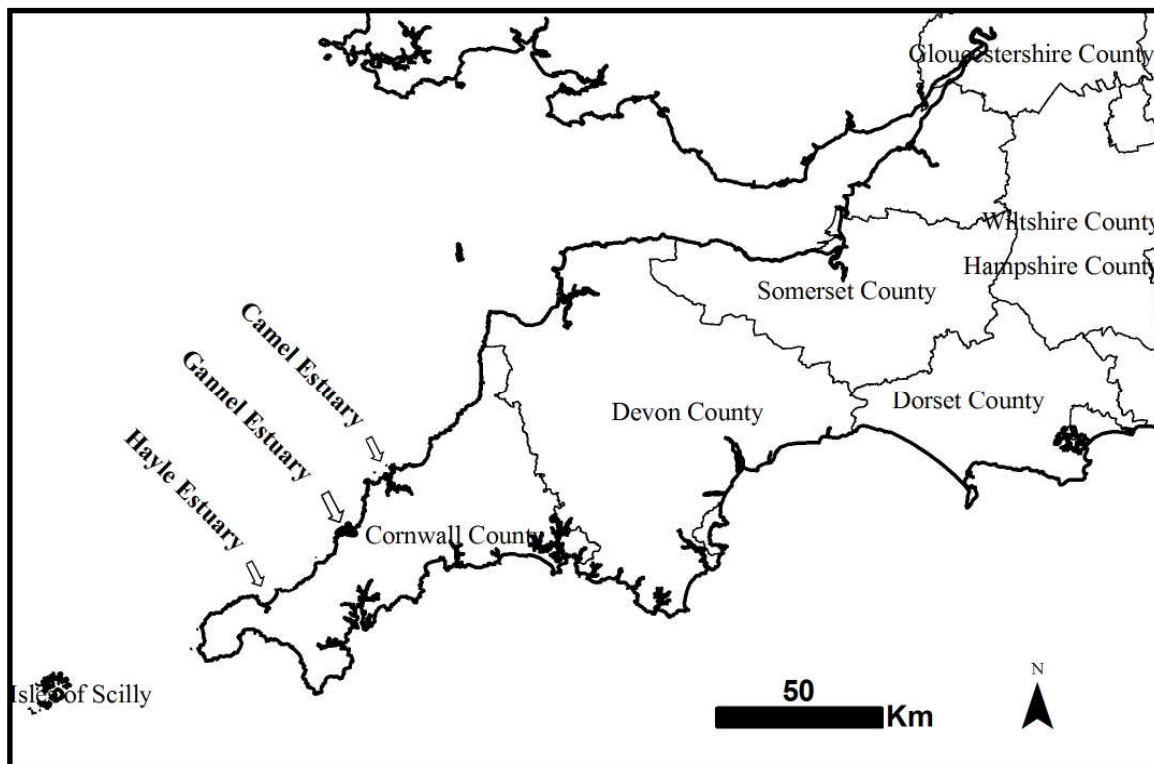 Gloucestershire County
Wiltshire County
Hampshire County
Somerset County
Camel Estuary
Gannel Estuary
Hayle Estuary
Devon County
Dorset County
Cornwall County
Isles of Scilly
50
Km
N